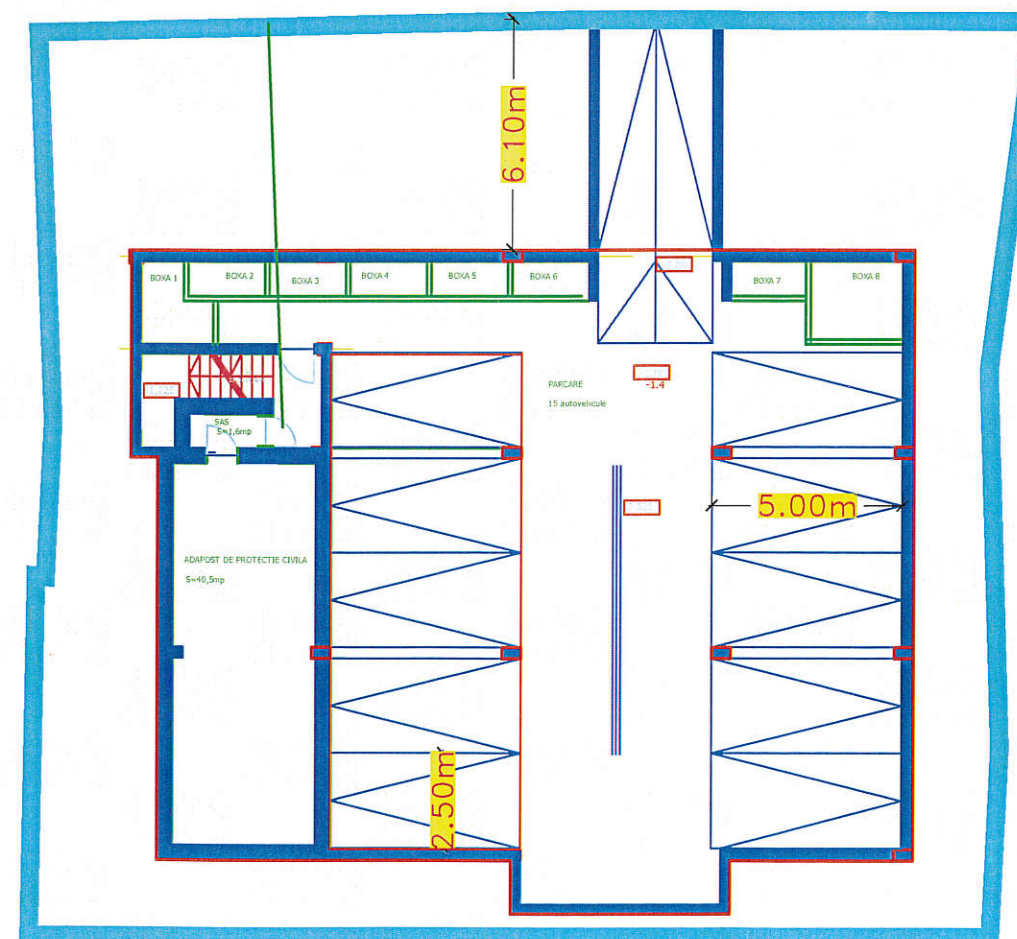 6.10m
BOXA 1
BOXA 2
BOXA 3
BOXA 4
BOXA 5
BOXA 6
BOXA 7
BOXA 8
PARCARE
15 autovehicule
-1.4
SAS
S=1,6mp
5.00m
ADAPOST DE PROTECTIE CIVILA
S=40,5mp
2.50m